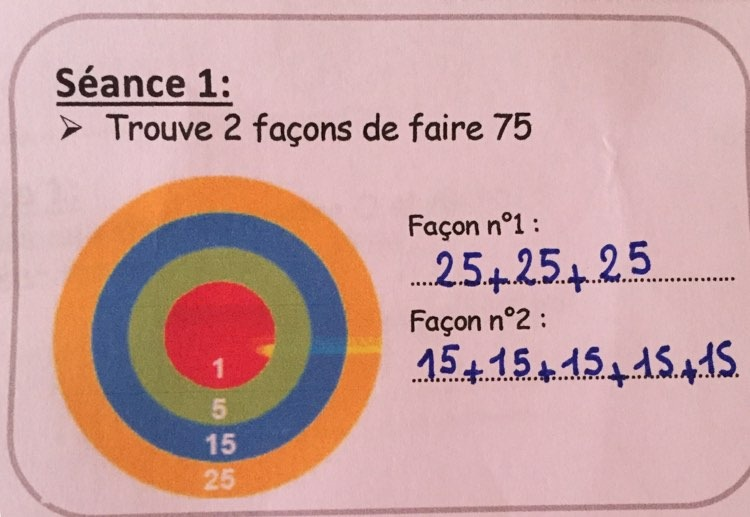 Séance 1:
➤ Trouve 2 façons de faire 75
Façon n°1 :
25+25+25
Façon n°2 :
15+15+15+15+15
1
5
15
25